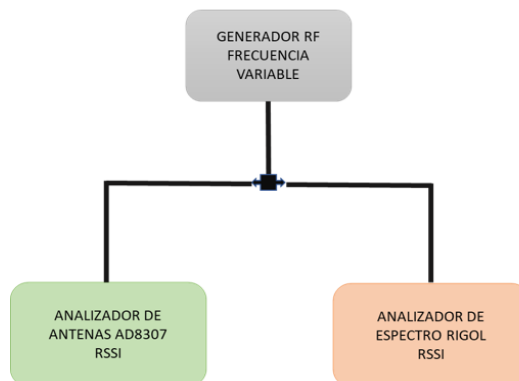 GENERADOR RF
FRECUENCIA
VARIABLE
ANALIZADOR DE
ANTENAS AD8307
RSSI
ANALIZADOR DE
ESPECTRO RIGOL
RSSI